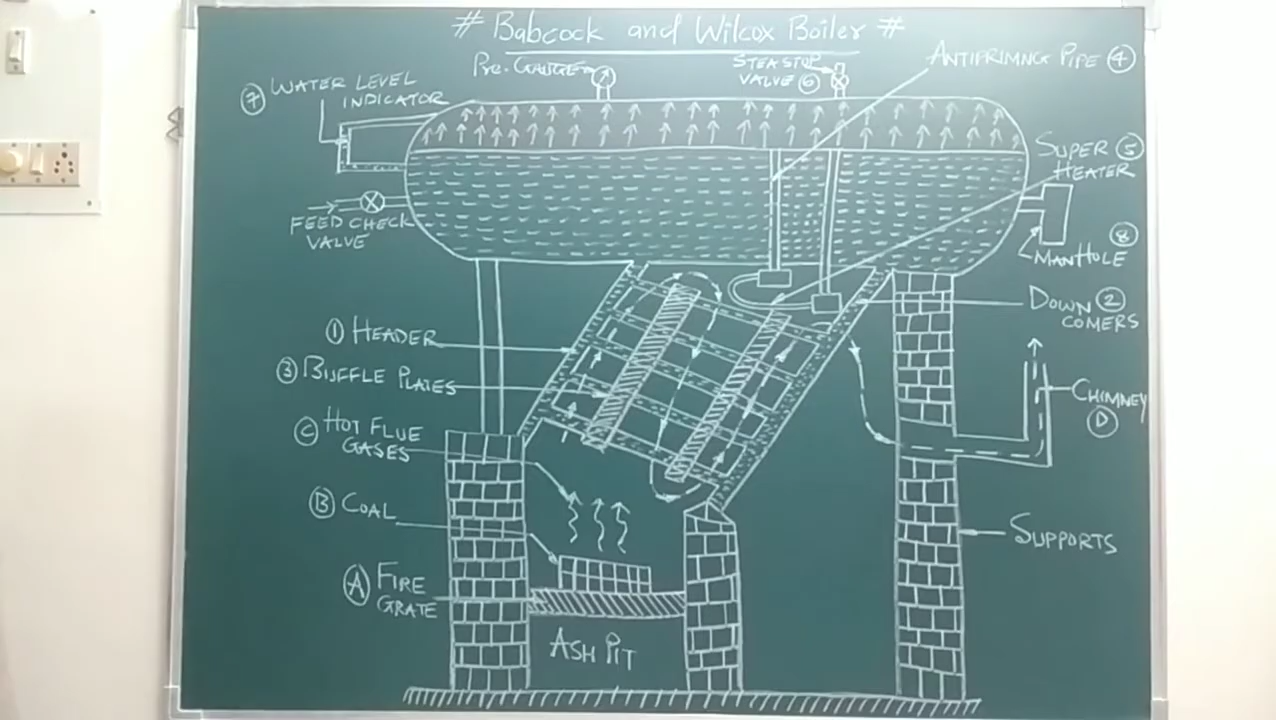 # Babcock and Wilcox Boiler #
Pre. GAUGE
STEA STOP
VALVE ⑥
ANTIPRIMING PIPE ④
⑦ WATER LEVEL
INDICATOR
SUPER ⑤
HEATER
FEED CHECK
VALVE
⑧
MANHOLE
DOWN ②
COMERS
① HEADER
③ BUFFLE PLATES
CHIMNEY
Ⓓ
Ⓒ HOT FLUE
GASES
Ⓑ COAL
SUPPORTS
Ⓐ FIRE
GRATE
ASH PIT